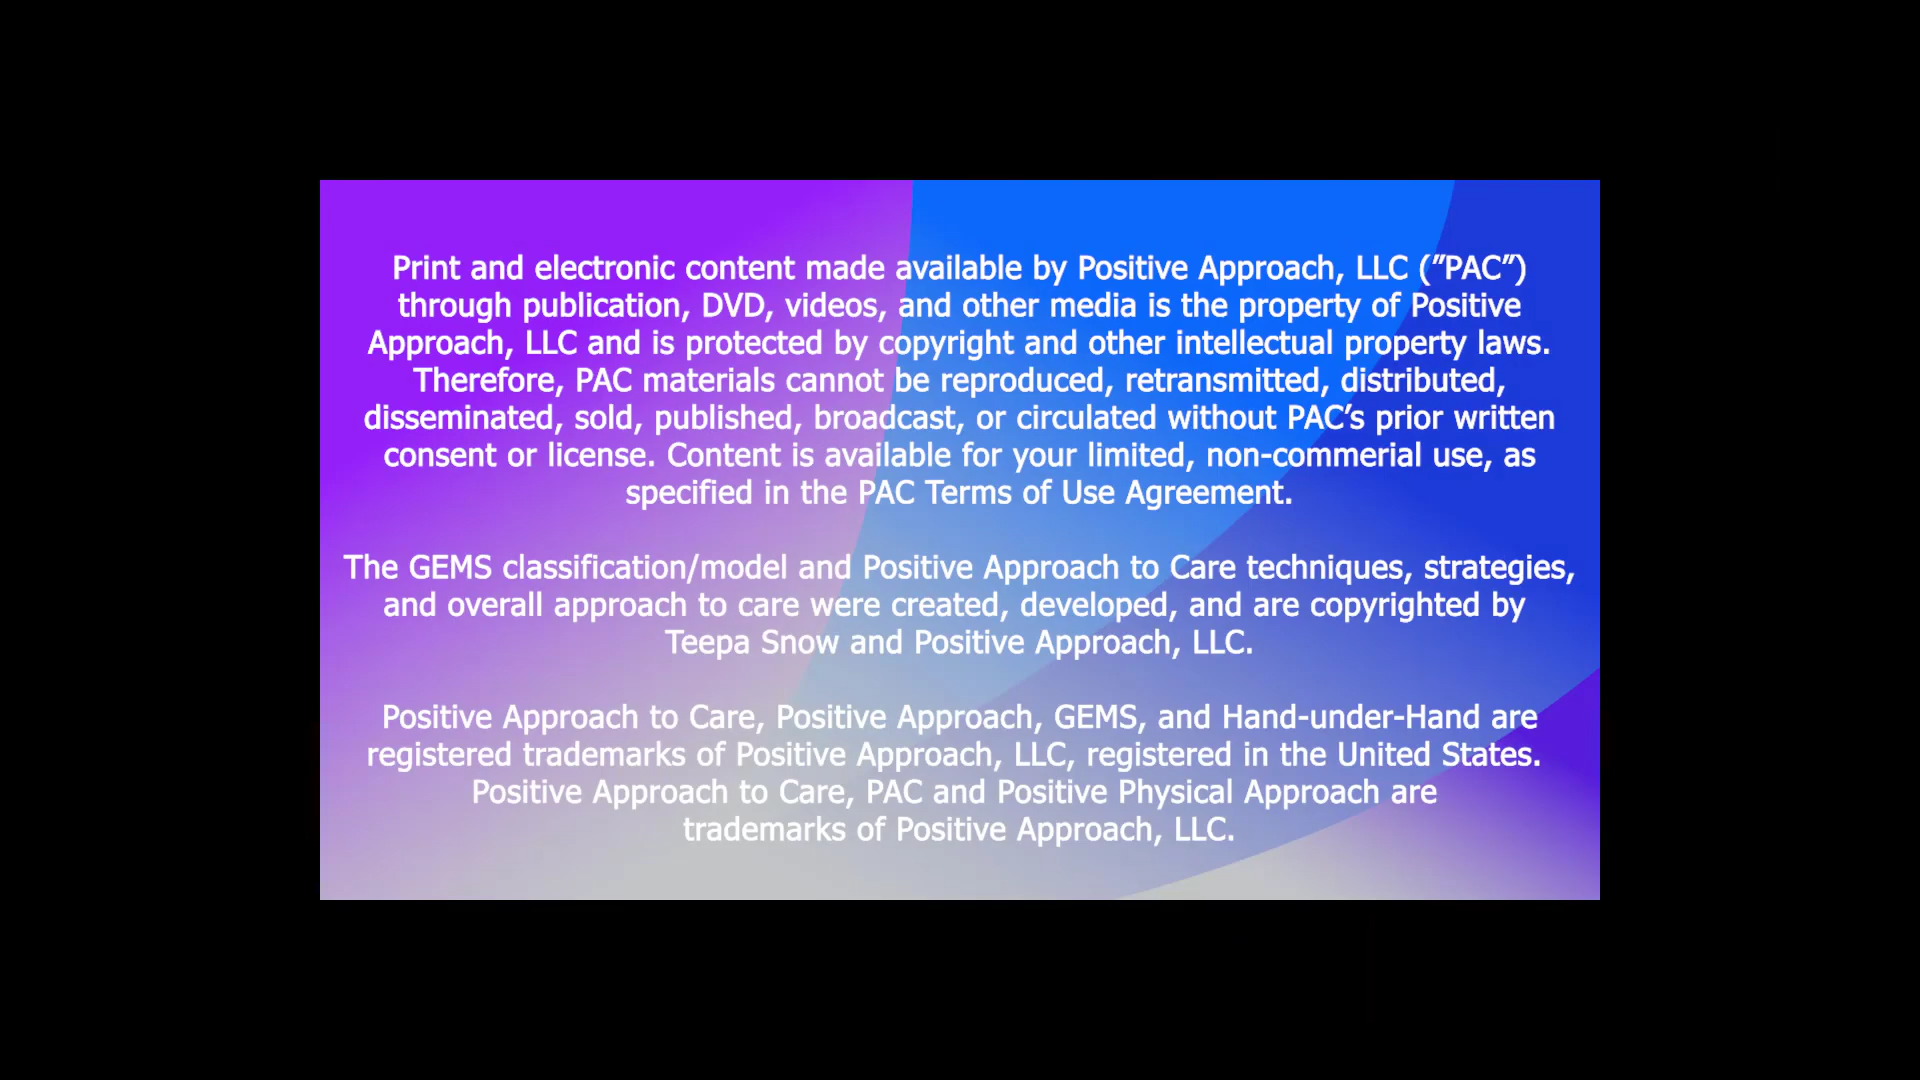 Print and electronic content made available by Positive Approach, LLC (”PAC”)
through publication, DVD, videos, and other media is the property of Positive
Approach, LLC and is protected by copyright and other intellectual property laws.
Therefore, PAC materials cannot be reproduced, retransmitted, distributed,
disseminated, sold, published, broadcast, or circulated without PAC’s prior written
consent or license. Content is available for your limited, non-commerial use, as
specified in the PAC Terms of Use Agreement.
The GEMS classification/model and Positive Approach to Care techniques, strategies,
and overall approach to care were created, developed, and are copyrighted by
Teepa Snow and Positive Approach, LLC.
Positive Approach to Care, Positive Approach, GEMS, and Hand-under-Hand are
registered trademarks of Positive Approach, LLC, registered in the United States.
Positive Approach to Care, PAC and Positive Physical Approach are
trademarks of Positive Approach, LLC.